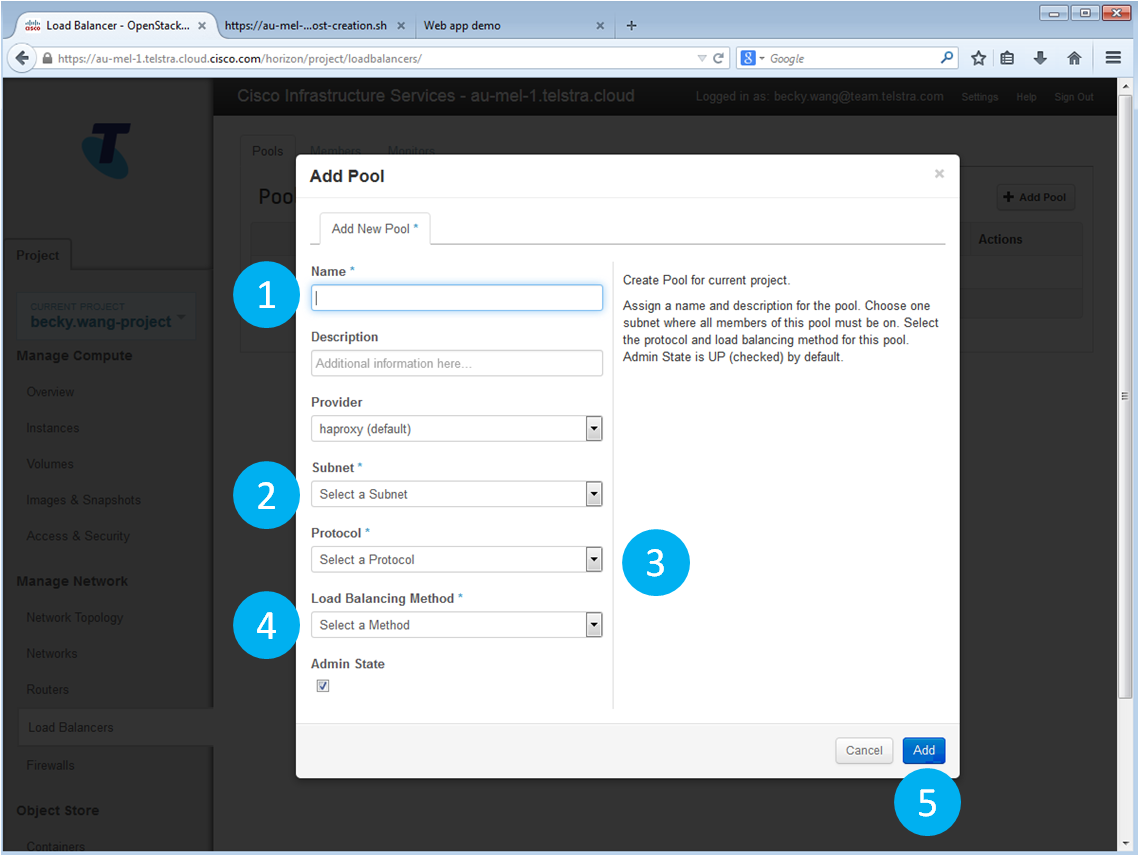 Load Balancer - OpenStack...
https://au-mel-...ost-creation.sh
Web app demo
https://au-mel-1.telstra.cloud.cisco.com/horizon/project/loadbalancers/
Google
Cisco Infrastructure Services - au-mel-1.telstra.cloud
Logged in as: becky.wang@team.telstra.com
Settings
Help
Sign Out
Pools
Members
Monitors
Poo
+ Add Pool
Actions
Project
CURRENT PROJECT
becky.wang-project
Manage Compute
Overview
Instances
Volumes
Images & Snapshots
Access & Security
Manage Network
Network Topology
Networks
Routers
Load Balancers
Firewalls
Object Store
Containers
Add Pool
×
Add New Pool *
1
Name *
Description
Additional information here...
Provider
haproxy (default)
2
Subnet *
Select a Subnet
Protocol *
Select a Protocol
3
4
Load Balancing Method *
Select a Method
Admin State
Create Pool for current project.
Assign a name and description for the pool. Choose one
subnet where all members of this pool must be on. Select
the protocol and load balancing method for this pool.
Admin State is UP (checked) by default.
Cancel
Add
5